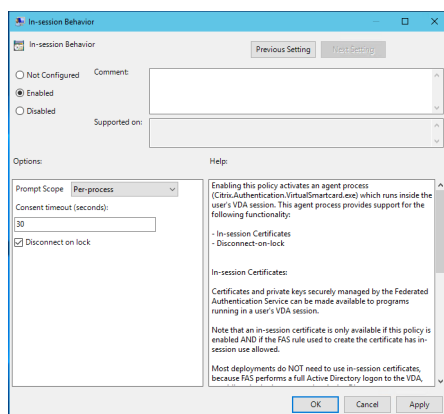 In-session Behavior
In-session Behavior
Previous Setting
Next Setting
Not Configured
Comment:
Enabled
Disabled
Supported on:
Options:
Help:
Prompt Scope
Per-process
Consent timeout (seconds):
30
Disconnect on lock
Enabling this policy activates an agent process
(Citrix.Authentication.VirtualSmartcard.exe) which runs inside the
user's VDA session. This agent process provides support for the
following functionality:
- In-session Certificates
- Disconnect-on-lock
In-session Certificates:
Certificates and private keys securely managed by the Federated
Authentication Service can be made available to programs
running in a user's VDA session.
Note that an in-session certificate is only available if this policy is
enabled AND if the FAS rule used to create the certificate has in-
session use allowed.
Most deployments do NOT need to use in-session certificates,
because FAS performs a full Active Directory logon to the VDA,
OK
Cancel
Apply